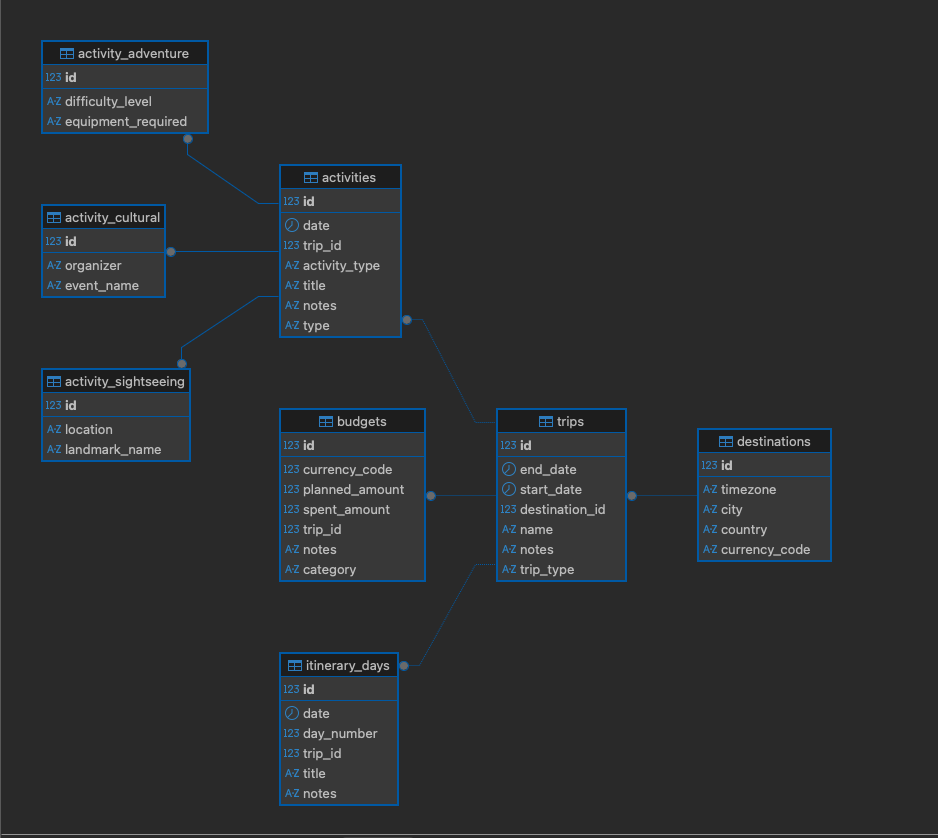 activity_adventure
123 id
A-Z difficulty_level
A-Z equipment_required
activities
123 id
date
123 trip_id
A-Z activity_type
A-Z title
A-Z notes
A-Z type
activity_cultural
123 id
A-Z organizer
A-Z event_name
activity_sightseeing
123 id
A-Z location
A-Z landmark_name
budgets
123 id
123 currency_code
123 planned_amount
123 spent_amount
123 trip_id
A-Z notes
A-Z category
trips
123 id
end_date
start_date
123 destination_id
A-Z name
A-Z notes
A-Z trip_type
destinations
123 id
A-Z timezone
A-Z city
A-Z country
A-Z currency_code
itinerary_days
123 id
date
123 day_number
123 trip_id
A-Z title
A-Z notes